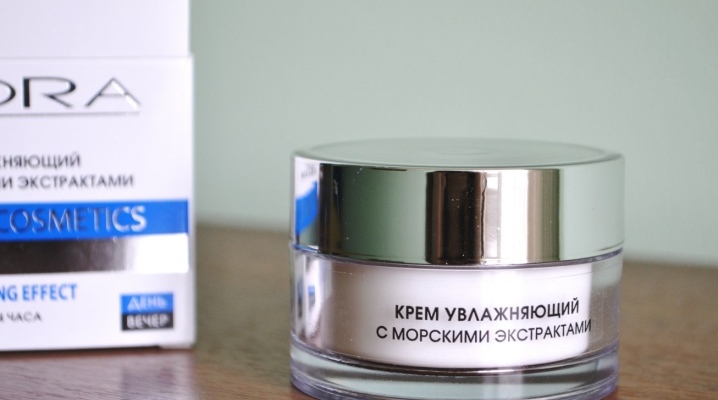 ORA
НЯЮЩИЙ
И ЭКСТРАКТАМИ
COSMETICS
NG EFFECT
ДЕНЬ
ВЕЧЕР
ЧАСА
КРЕМ УВЛАЖНЯЮЩИЙ
С МОРСКИМИ ЭКСТРАКТАМИ